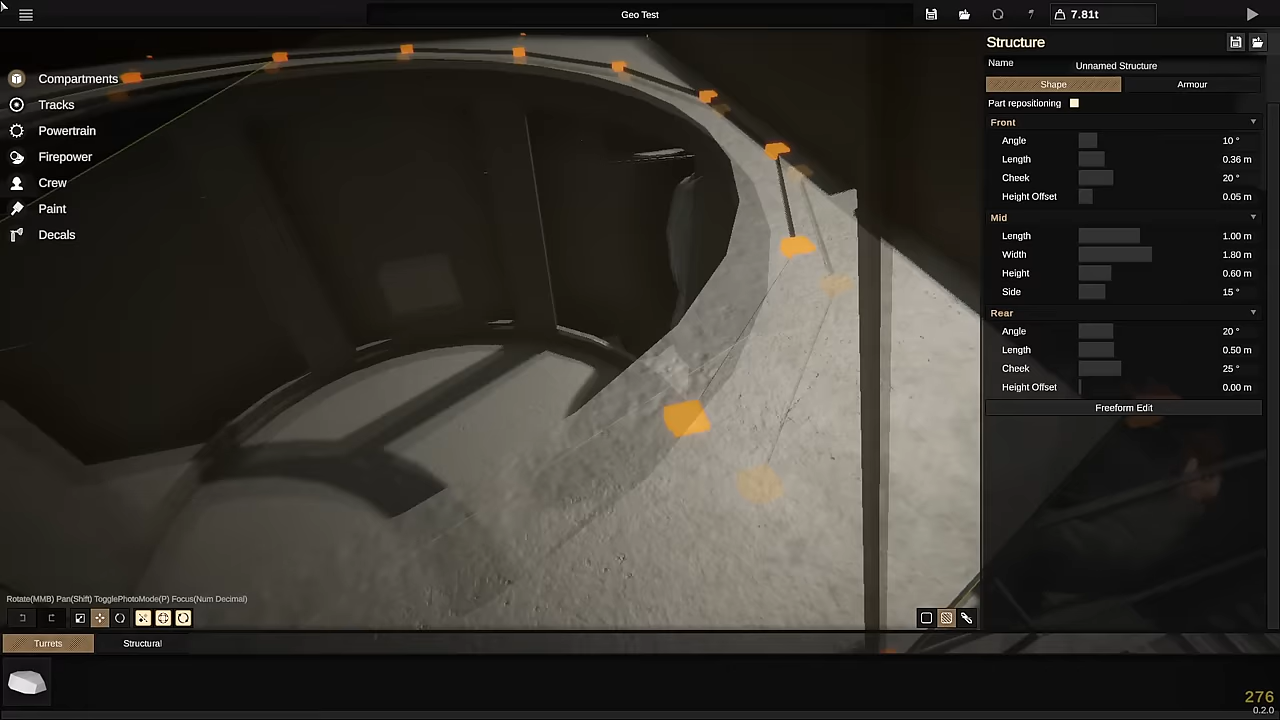 Geo Test
7.81t
Compartments
Tracks
Powertrain
Firepower
Crew
Paint
Decals
Structure
Name Unnamed Structure
Shape Armour
Part repositioning
Front
Angle 10 °
Length 0.36 m
Cheek 20 °
Height Offset 0.05 m
Mid
Length 1.00 m
Width 1.80 m
Height 0.60 m
Side 15 °
Rear
Angle 20 °
Length 0.50 m
Cheek 25 °
Height Offset 0.00 m
Freeform Edit
Rotate(MMB) Pan(Shift) TogglePhotoMode(P) Focus(Num Decimal)
Turrets Structural
276
0.2.0